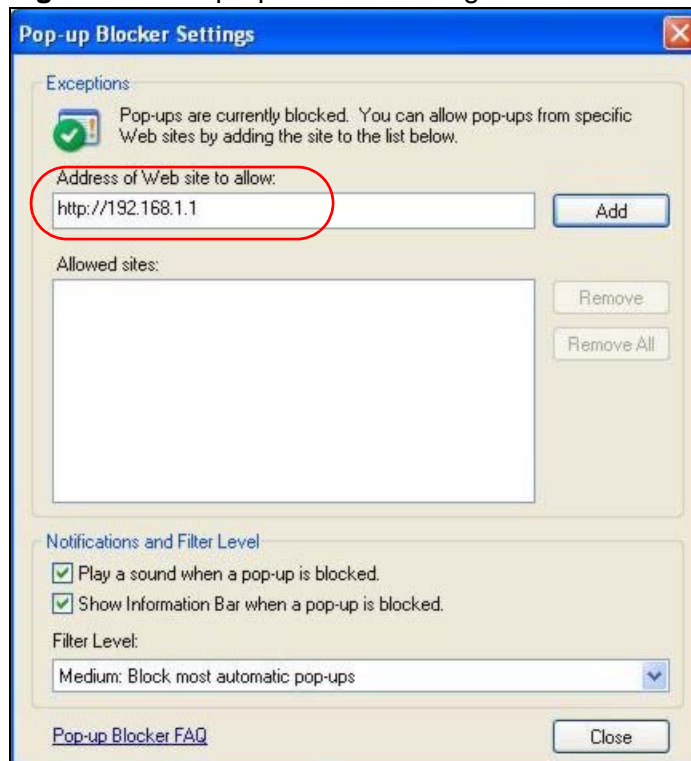 Pop-up Blocker Settings
Exceptions
Pop-ups are currently blocked. You can allow pop-ups from specific
Web sites by adding the site to the list below.
Address of Web site to allow:
http://192.168.1.1
Add
Allowed sites:
Remove
Remove All
Notifications and Filter Level
Play a sound when a pop-up is blocked.
Show Information Bar when a pop-up is blocked.
Filter Level:
Medium: Block most automatic pop-ups
Pop-up Blocker FAQ
Close